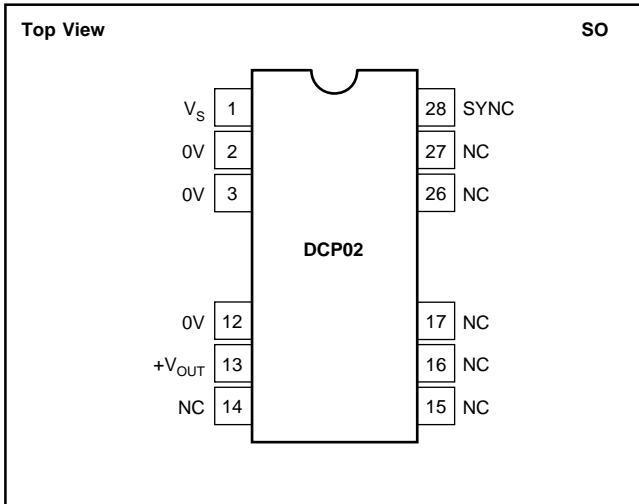 Top View SO
V_S 1 28 SYNC
0V 2 27 NC
0V 3 26 NC
DCP02
0V 12 17 NC
+V_OUT 13 16 NC
NC 14 15 NC